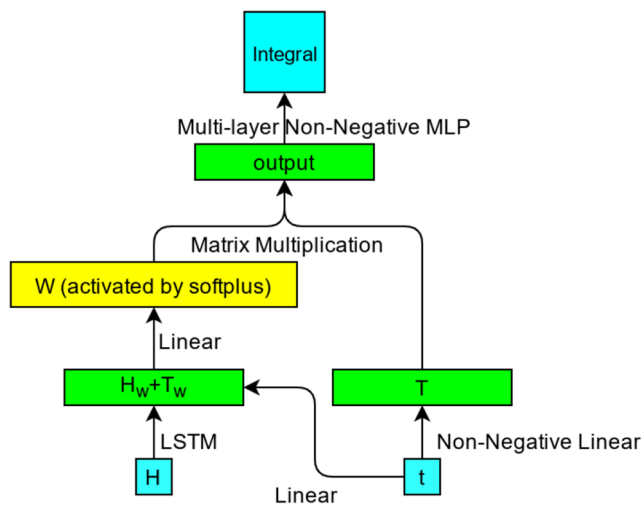 Integral
Multi-layer Non-Negative MLP
output
Matrix Multiplication
W (activated by softplus)
Linear
Hw+Tw
T
LSTM
Non-Negative Linear
H
t
Linear